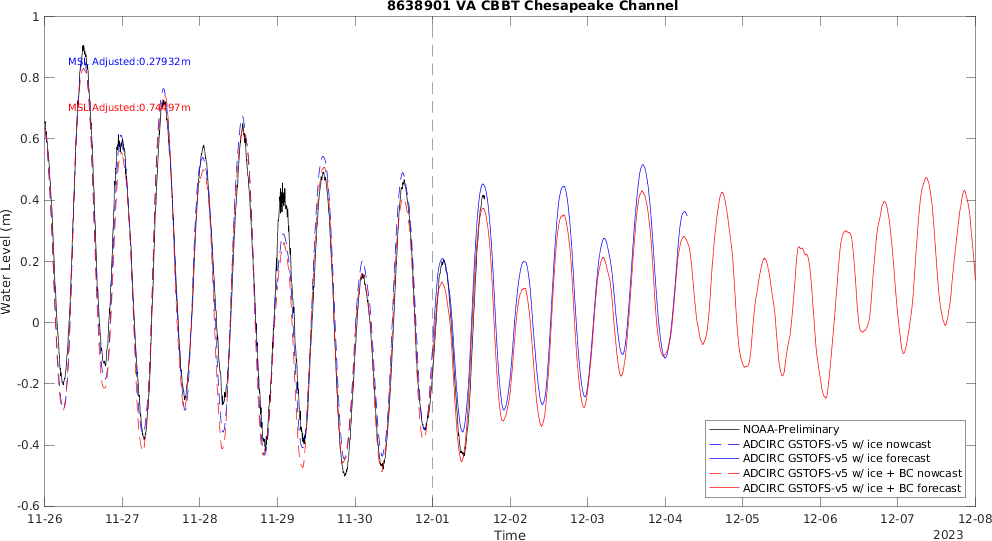 8638901 VA CBBT Chesapeake Channel
1
0.8
0.6
0.4
0.2
0
-0.2
-0.4
-0.6
Water Level (m)
MSL Adjusted:0.27932m
MSL Adjusted:0.74497m
NOAA-Preliminary
ADCIRC GSTOFS-v5 w/ ice nowcast
ADCIRC GSTOFS-v5 w/ ice forecast
ADCIRC GSTOFS-v5 w/ ice + BC nowcast
ADCIRC GSTOFS-v5 w/ ice + BC forecast
11-26 11-27 11-28 11-29 11-30 12-01 12-02 12-03 12-04 12-05 12-06 12-07 12-08
Time
2023